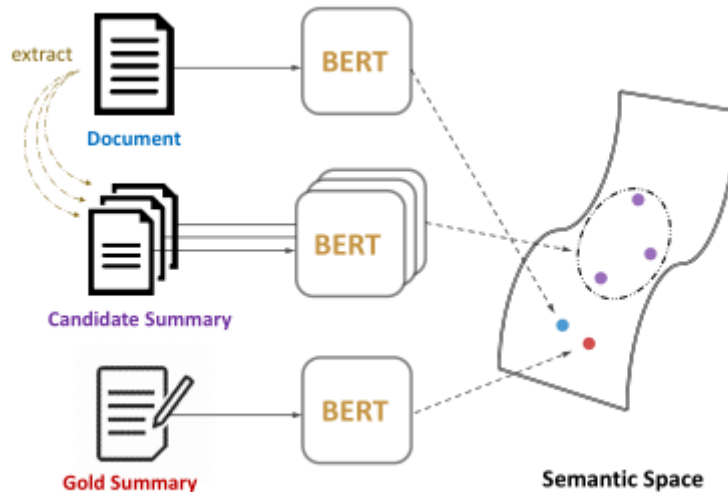 extract
BERT
Document
BERT
Candidate Summary
BERT
Gold Summary
Semantic Space